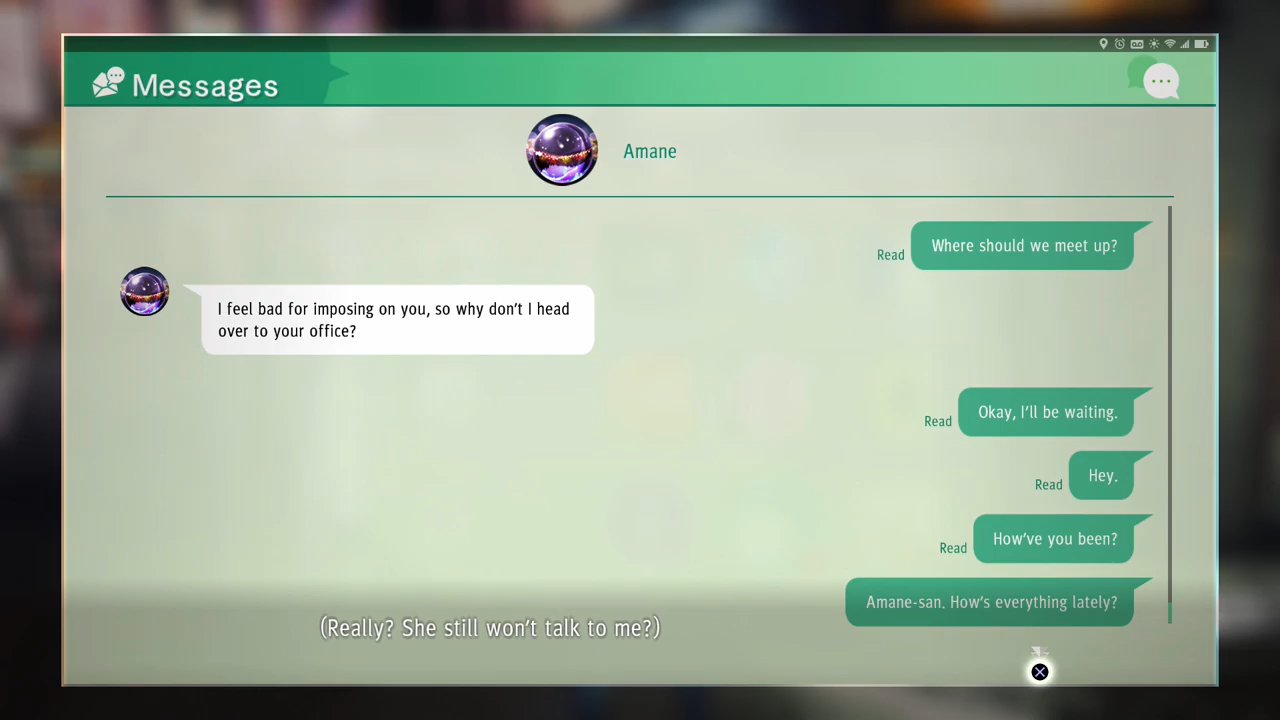 Messages
Amane
Where should we meet up?
Read
I feel bad for imposing on you, so why don't I head
over to your office?
Okay, I'll be waiting.
Read
Hey.
Read
How've you been?
Read
Amane-san. How's everything lately?
(Really? She still won't talk to me?)